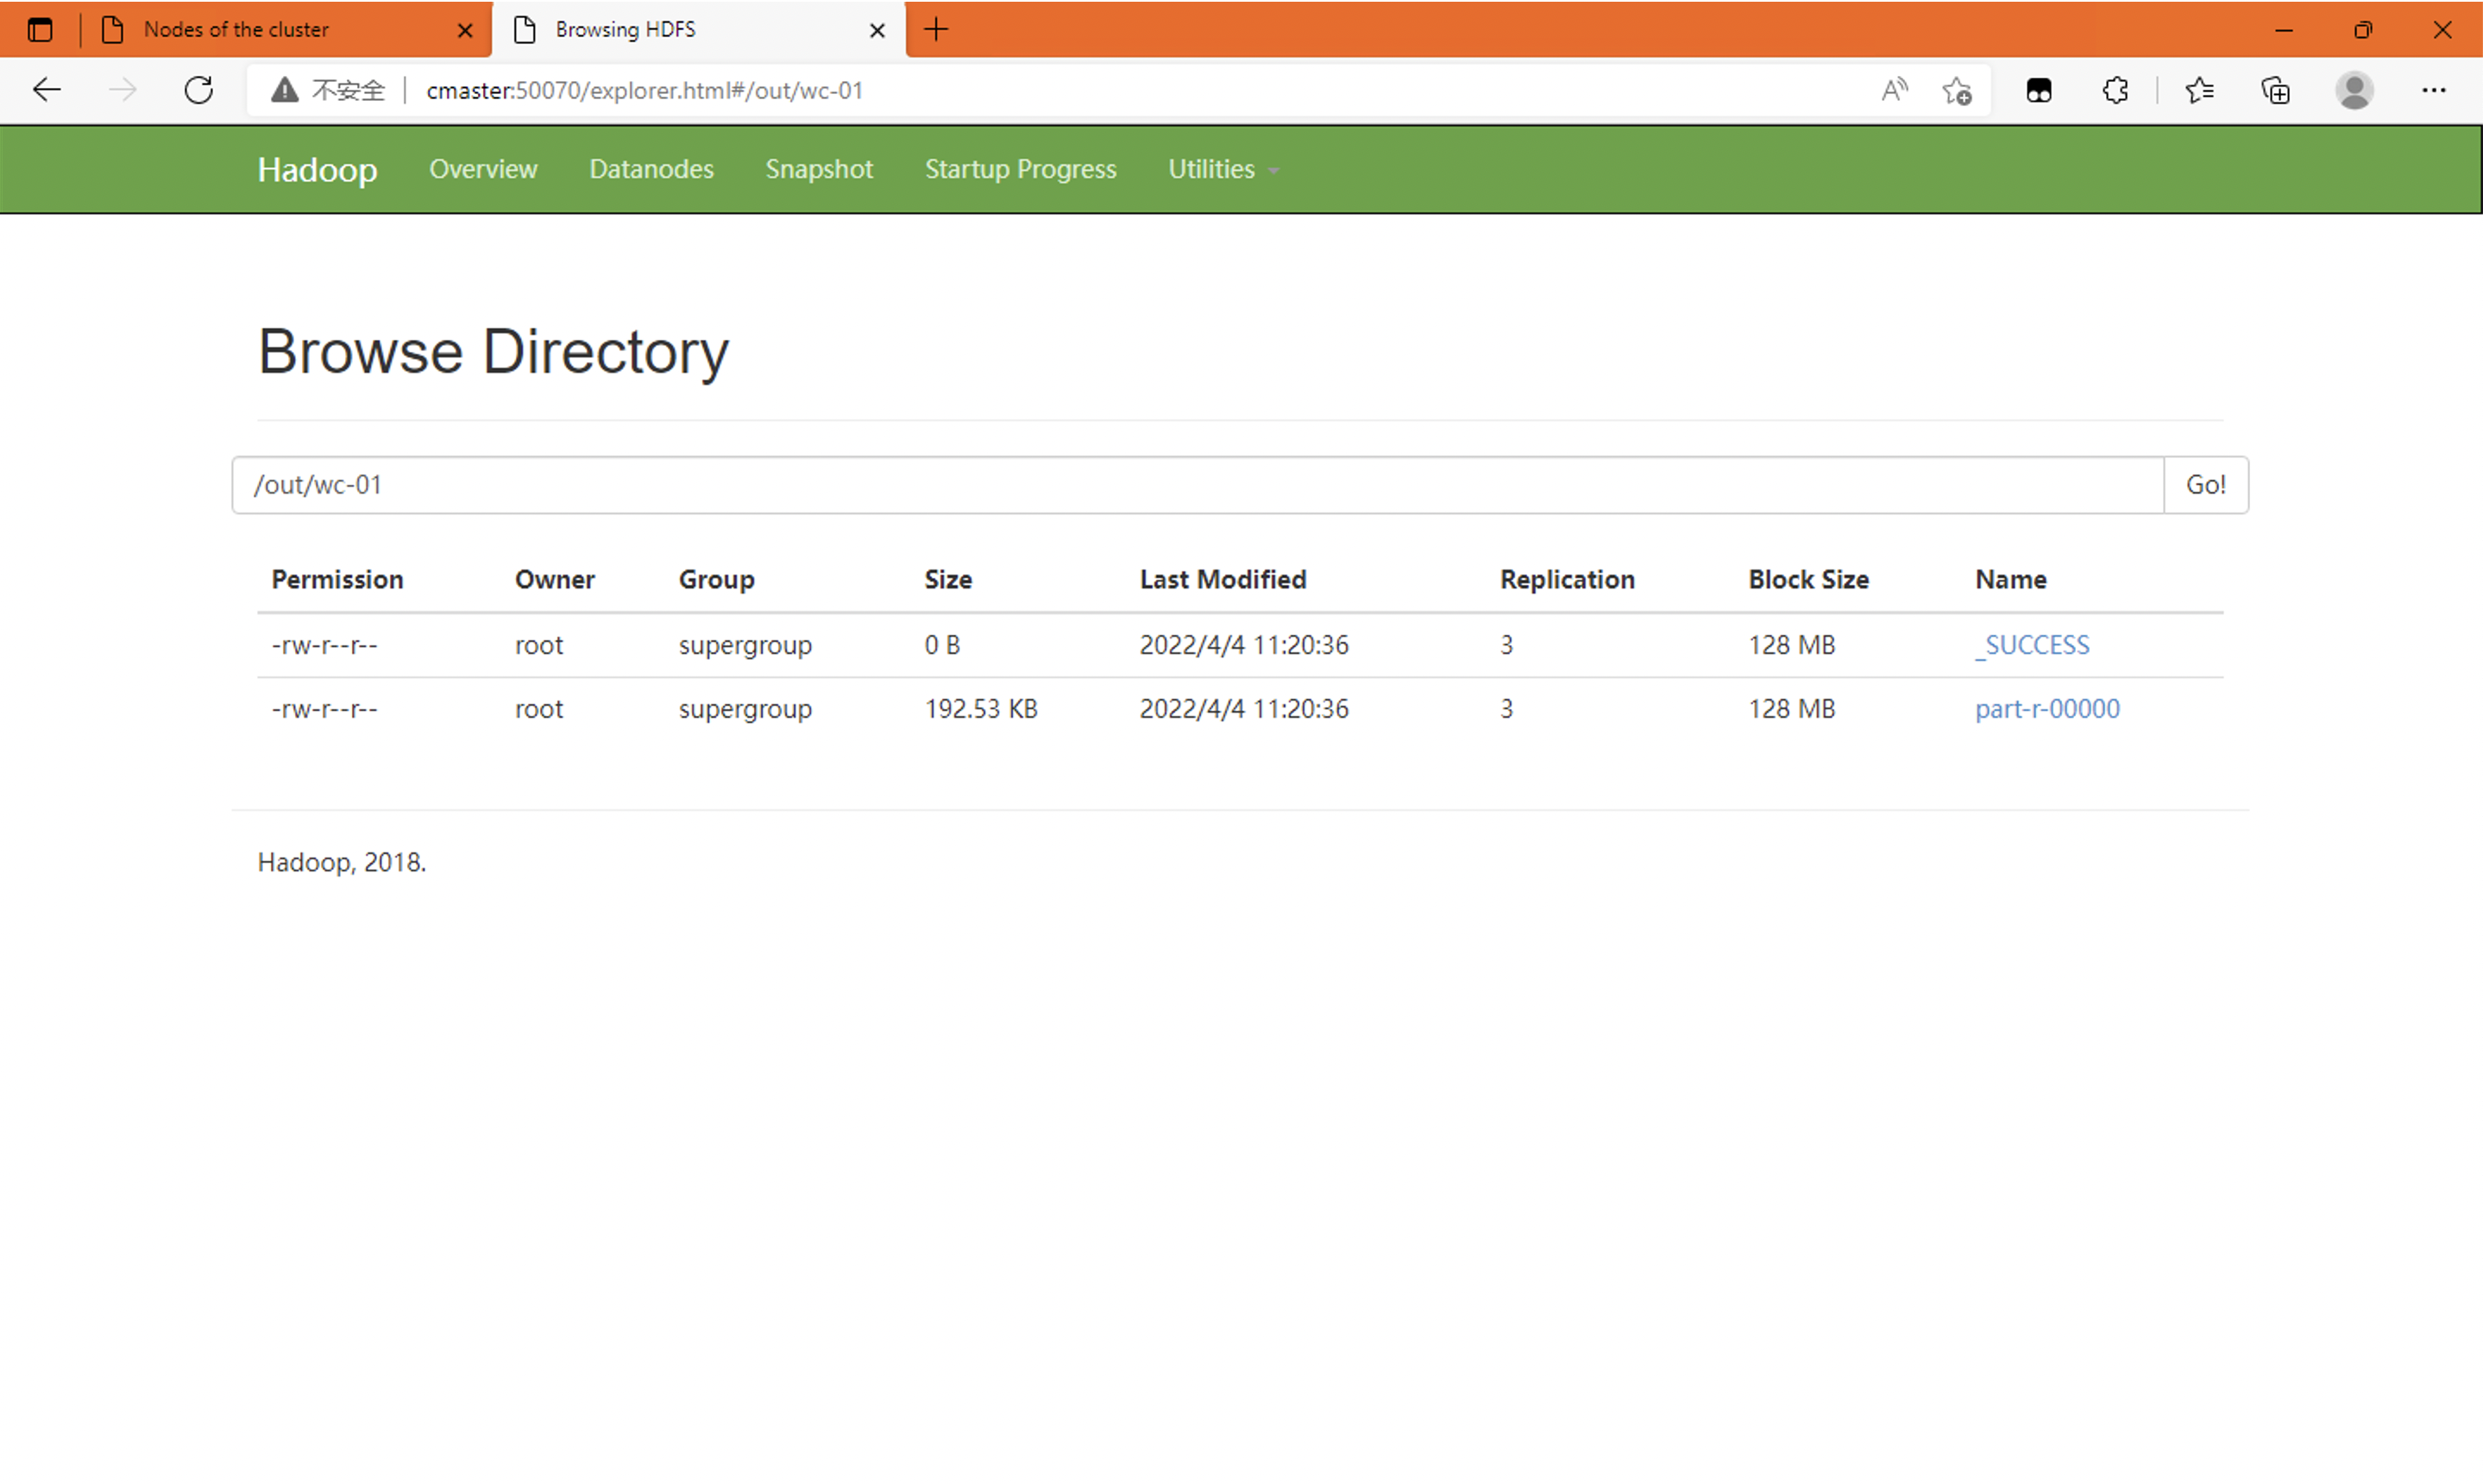 Nodes of the cluster Browsing HDFS
不安全 cmaster:50070/explorer.html#/out/wc-01
Hadoop Overview Datanodes Snapshot Startup Progress Utilities
Browse Directory
/out/wc-01 Go!
Permission Owner Group Size Last Modified Replication Block Size Name
-rw-r--r-- root supergroup 0 B 2022/4/4 11:20:36 3 128 MB _SUCCESS
-rw-r--r-- root supergroup 192.53 KB 2022/4/4 11:20:36 3 128 MB part-r-00000
Hadoop, 2018.